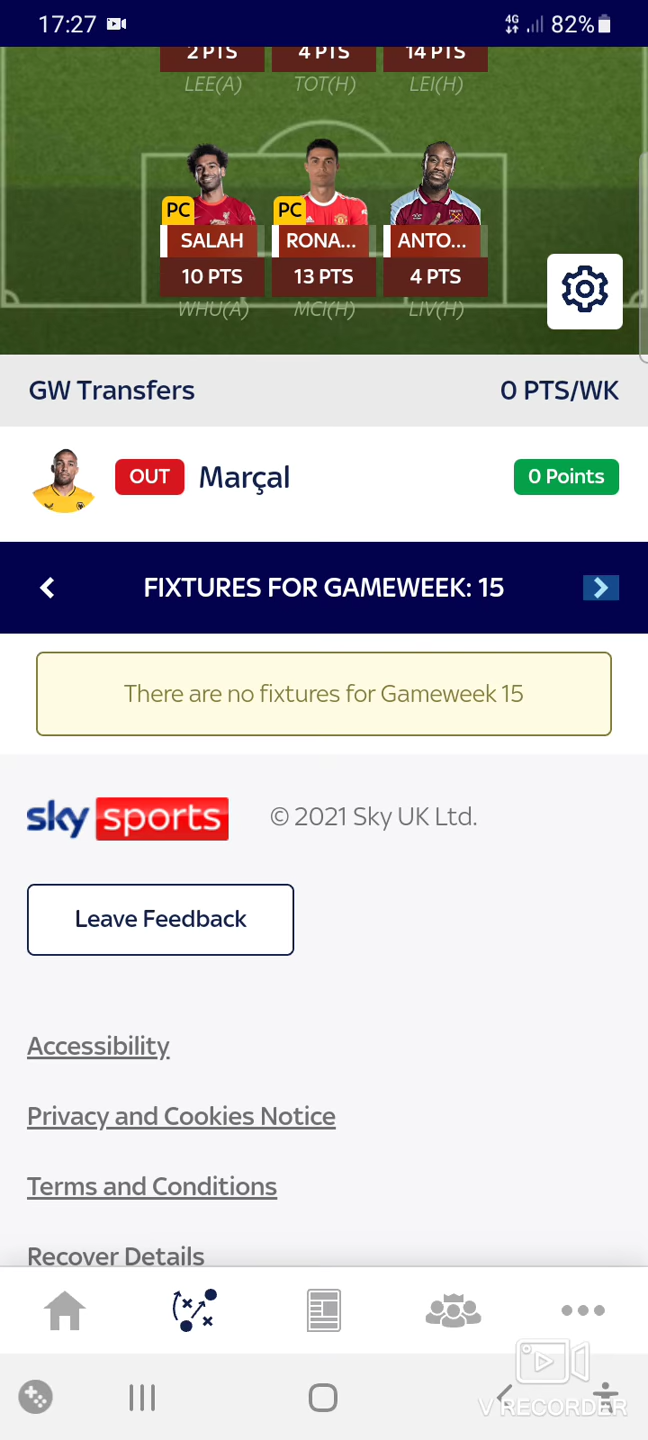 17:27 4G 82%
2 PTS 4 PTS 14 PTS
LEE(A) TOT(H) LEI(H)
PC PC
SALAH RONA... ANTO...
10 PTS 13 PTS 4 PTS
WHU(A) MCI(H) LIV(H)
GW Transfers 0 PTS/WK
OUT Marçal 0 Points
FIXTURES FOR GAMEWEEK: 15
There are no fixtures for Gameweek 15
sky sports © 2021 Sky UK Ltd.
Leave Feedback
Accessibility
Privacy and Cookies Notice
Terms and Conditions
Recover Details
V RECORDER